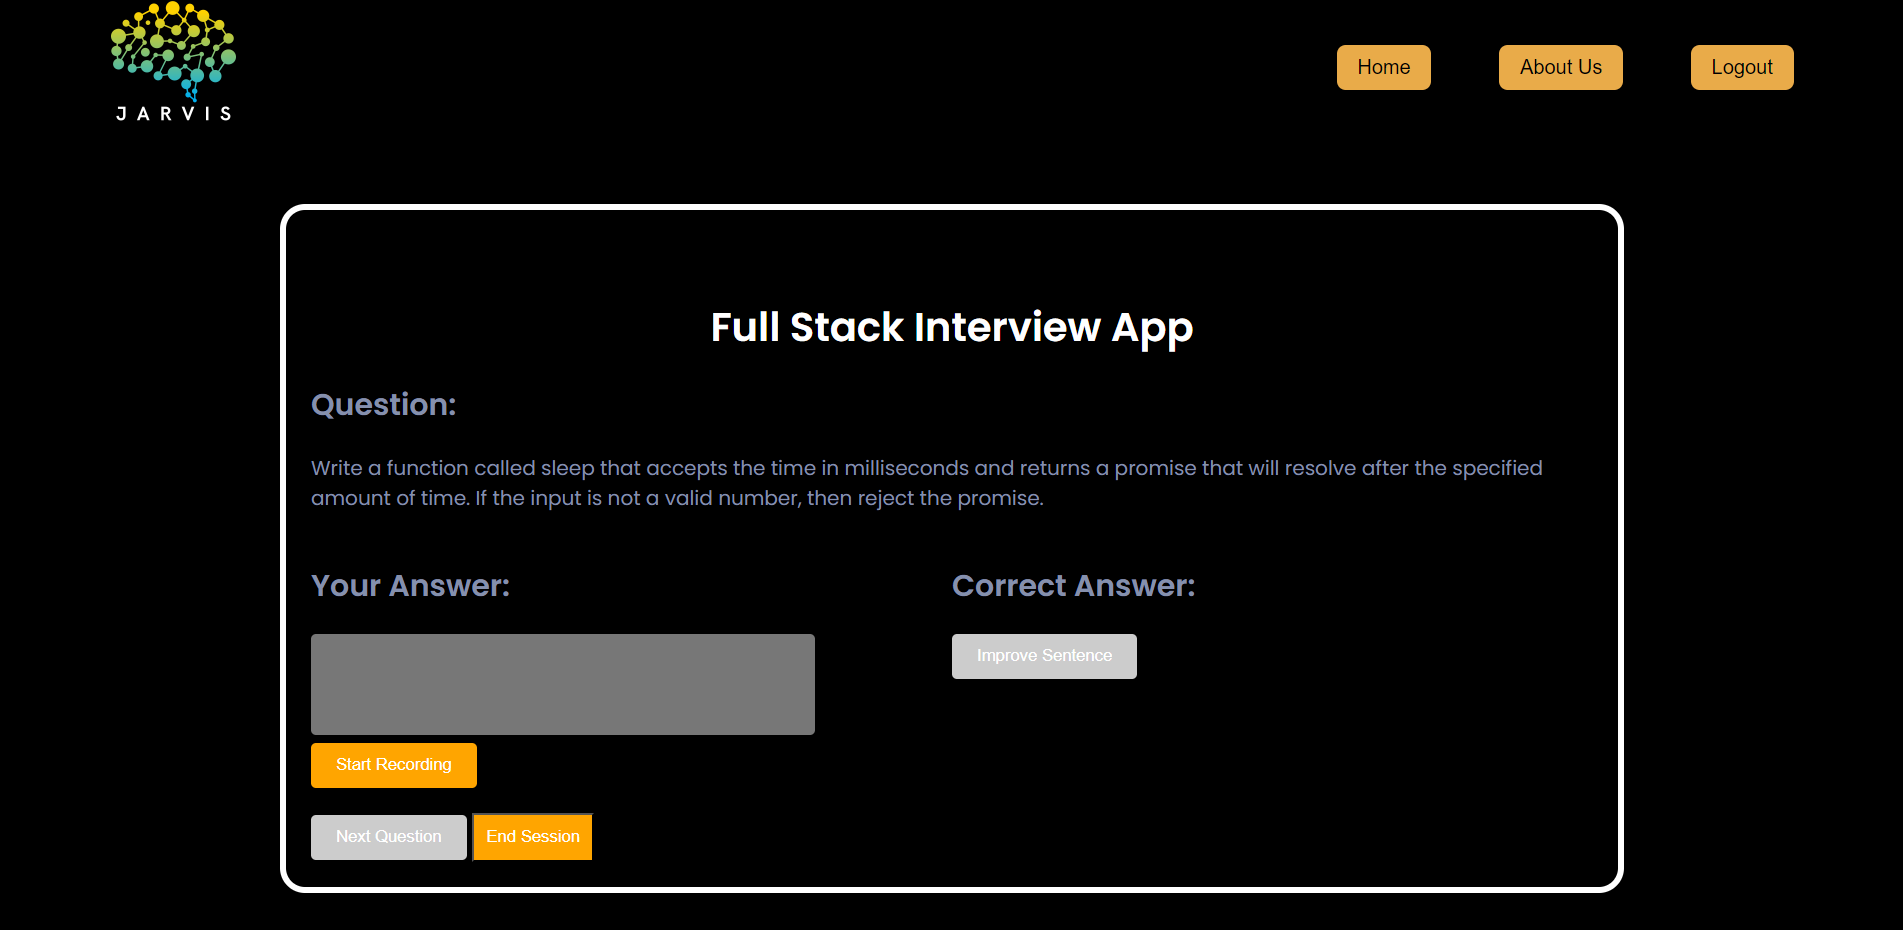 JARVIS
Home
About Us
Logout
Full Stack Interview App
Question:
Write a function called sleep that accepts the time in milliseconds and returns a promise that will resolve after the specified
amount of time. If the input is not a valid number, then reject the promise.
Your Answer:
Correct Answer:
Improve Sentence
Start Recording
Next Question
End Session